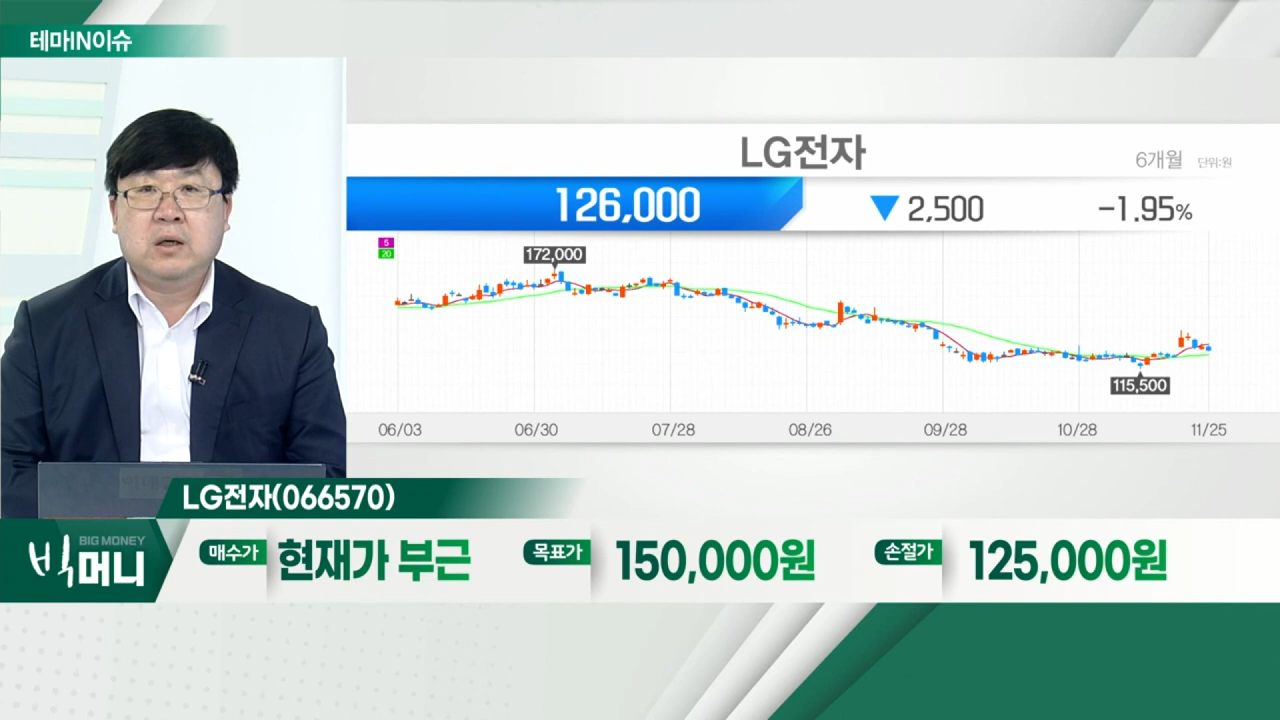 테마IN이슈
LG전자
6개월 단위:원
126,000
▼ 2,500
-1.95%
5
20
172,000
115,500
06/03 06/30 07/28 08/26 09/28 10/28 11/25
LG전자(066570)
BIG MONEY
빅머니
매수가 현재가 부근
목표가 150,000원
손절가 125,000원